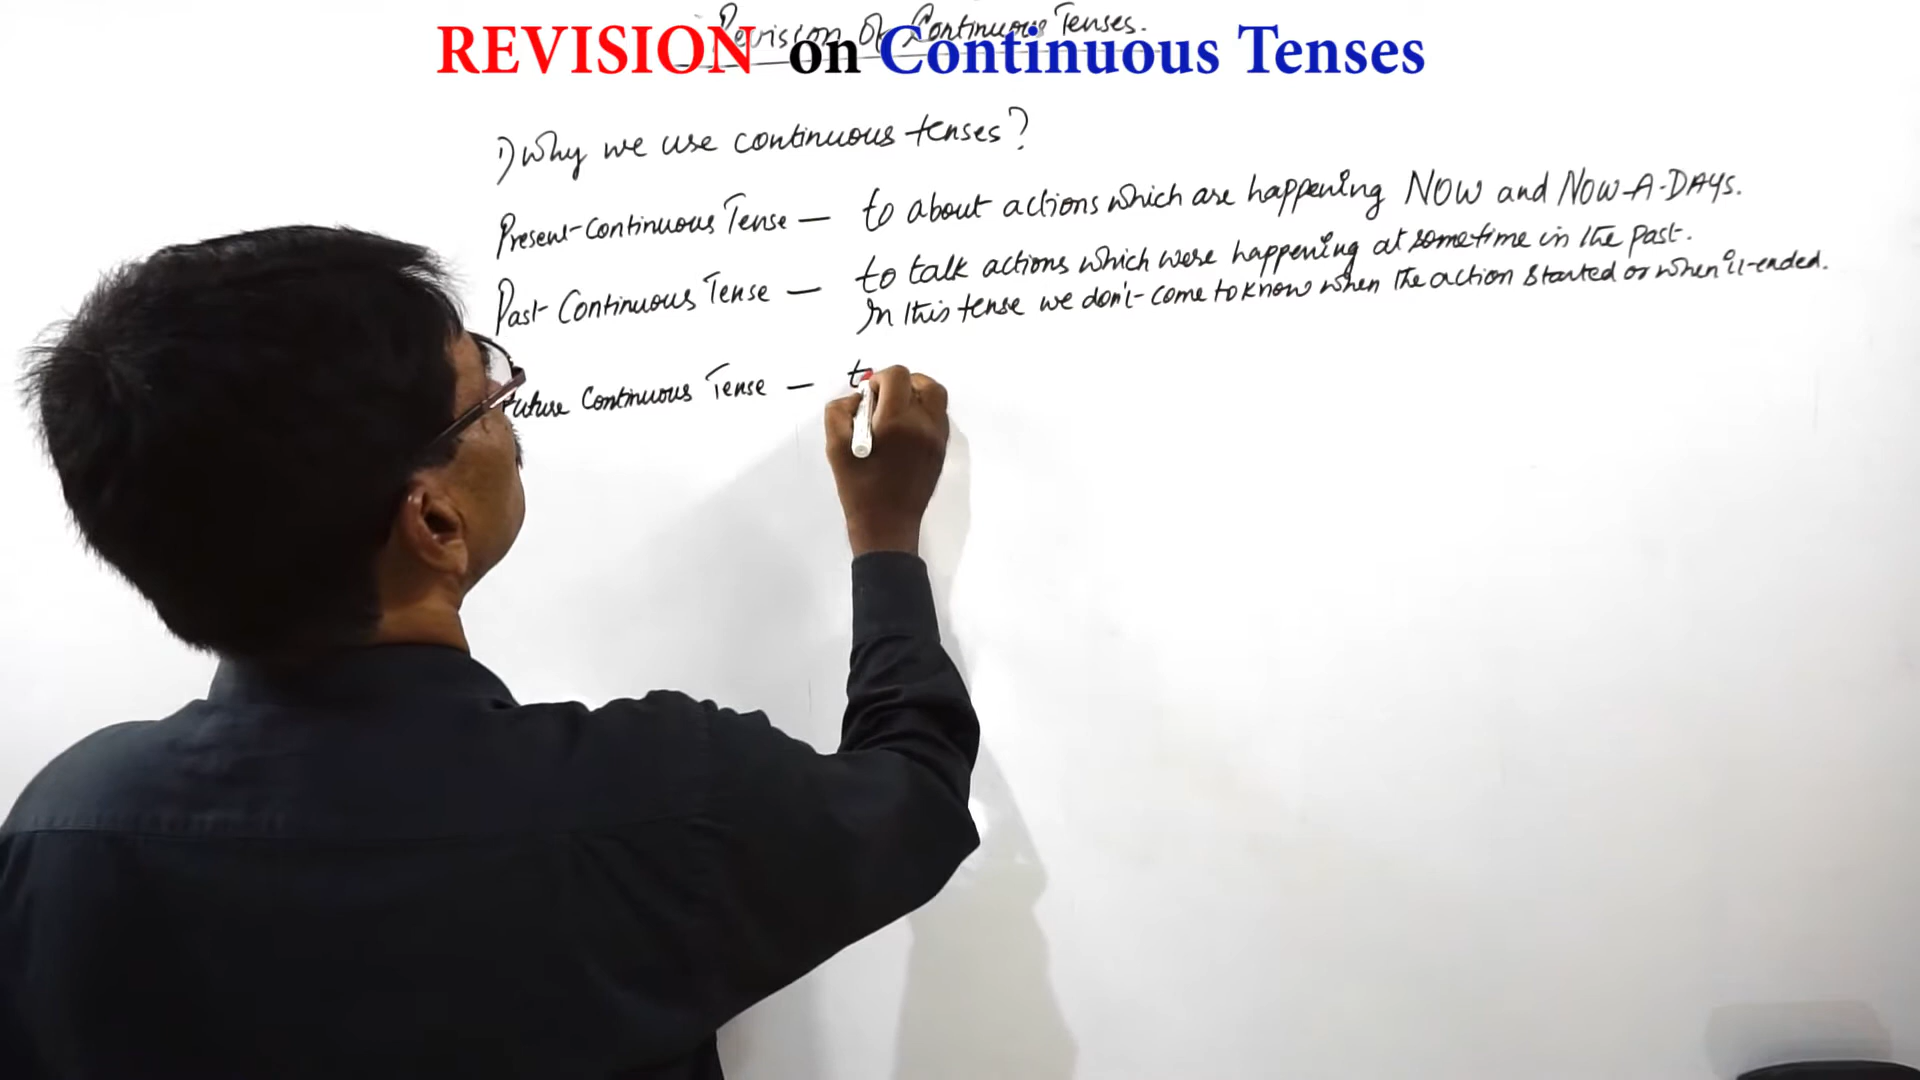 Revision Of Continuous Tenses.
REVISION on Continuous Tenses
1) Why we use continuous tenses?
Present-Continuous Tense — to about actions which are happening NOW and NOW-A-DAYS.
Past Continuous Tense — to talk actions which were happening at sometime in the past.
In this tense we don't come to know when the action started or when it ended.
Future Continuous Tense — t